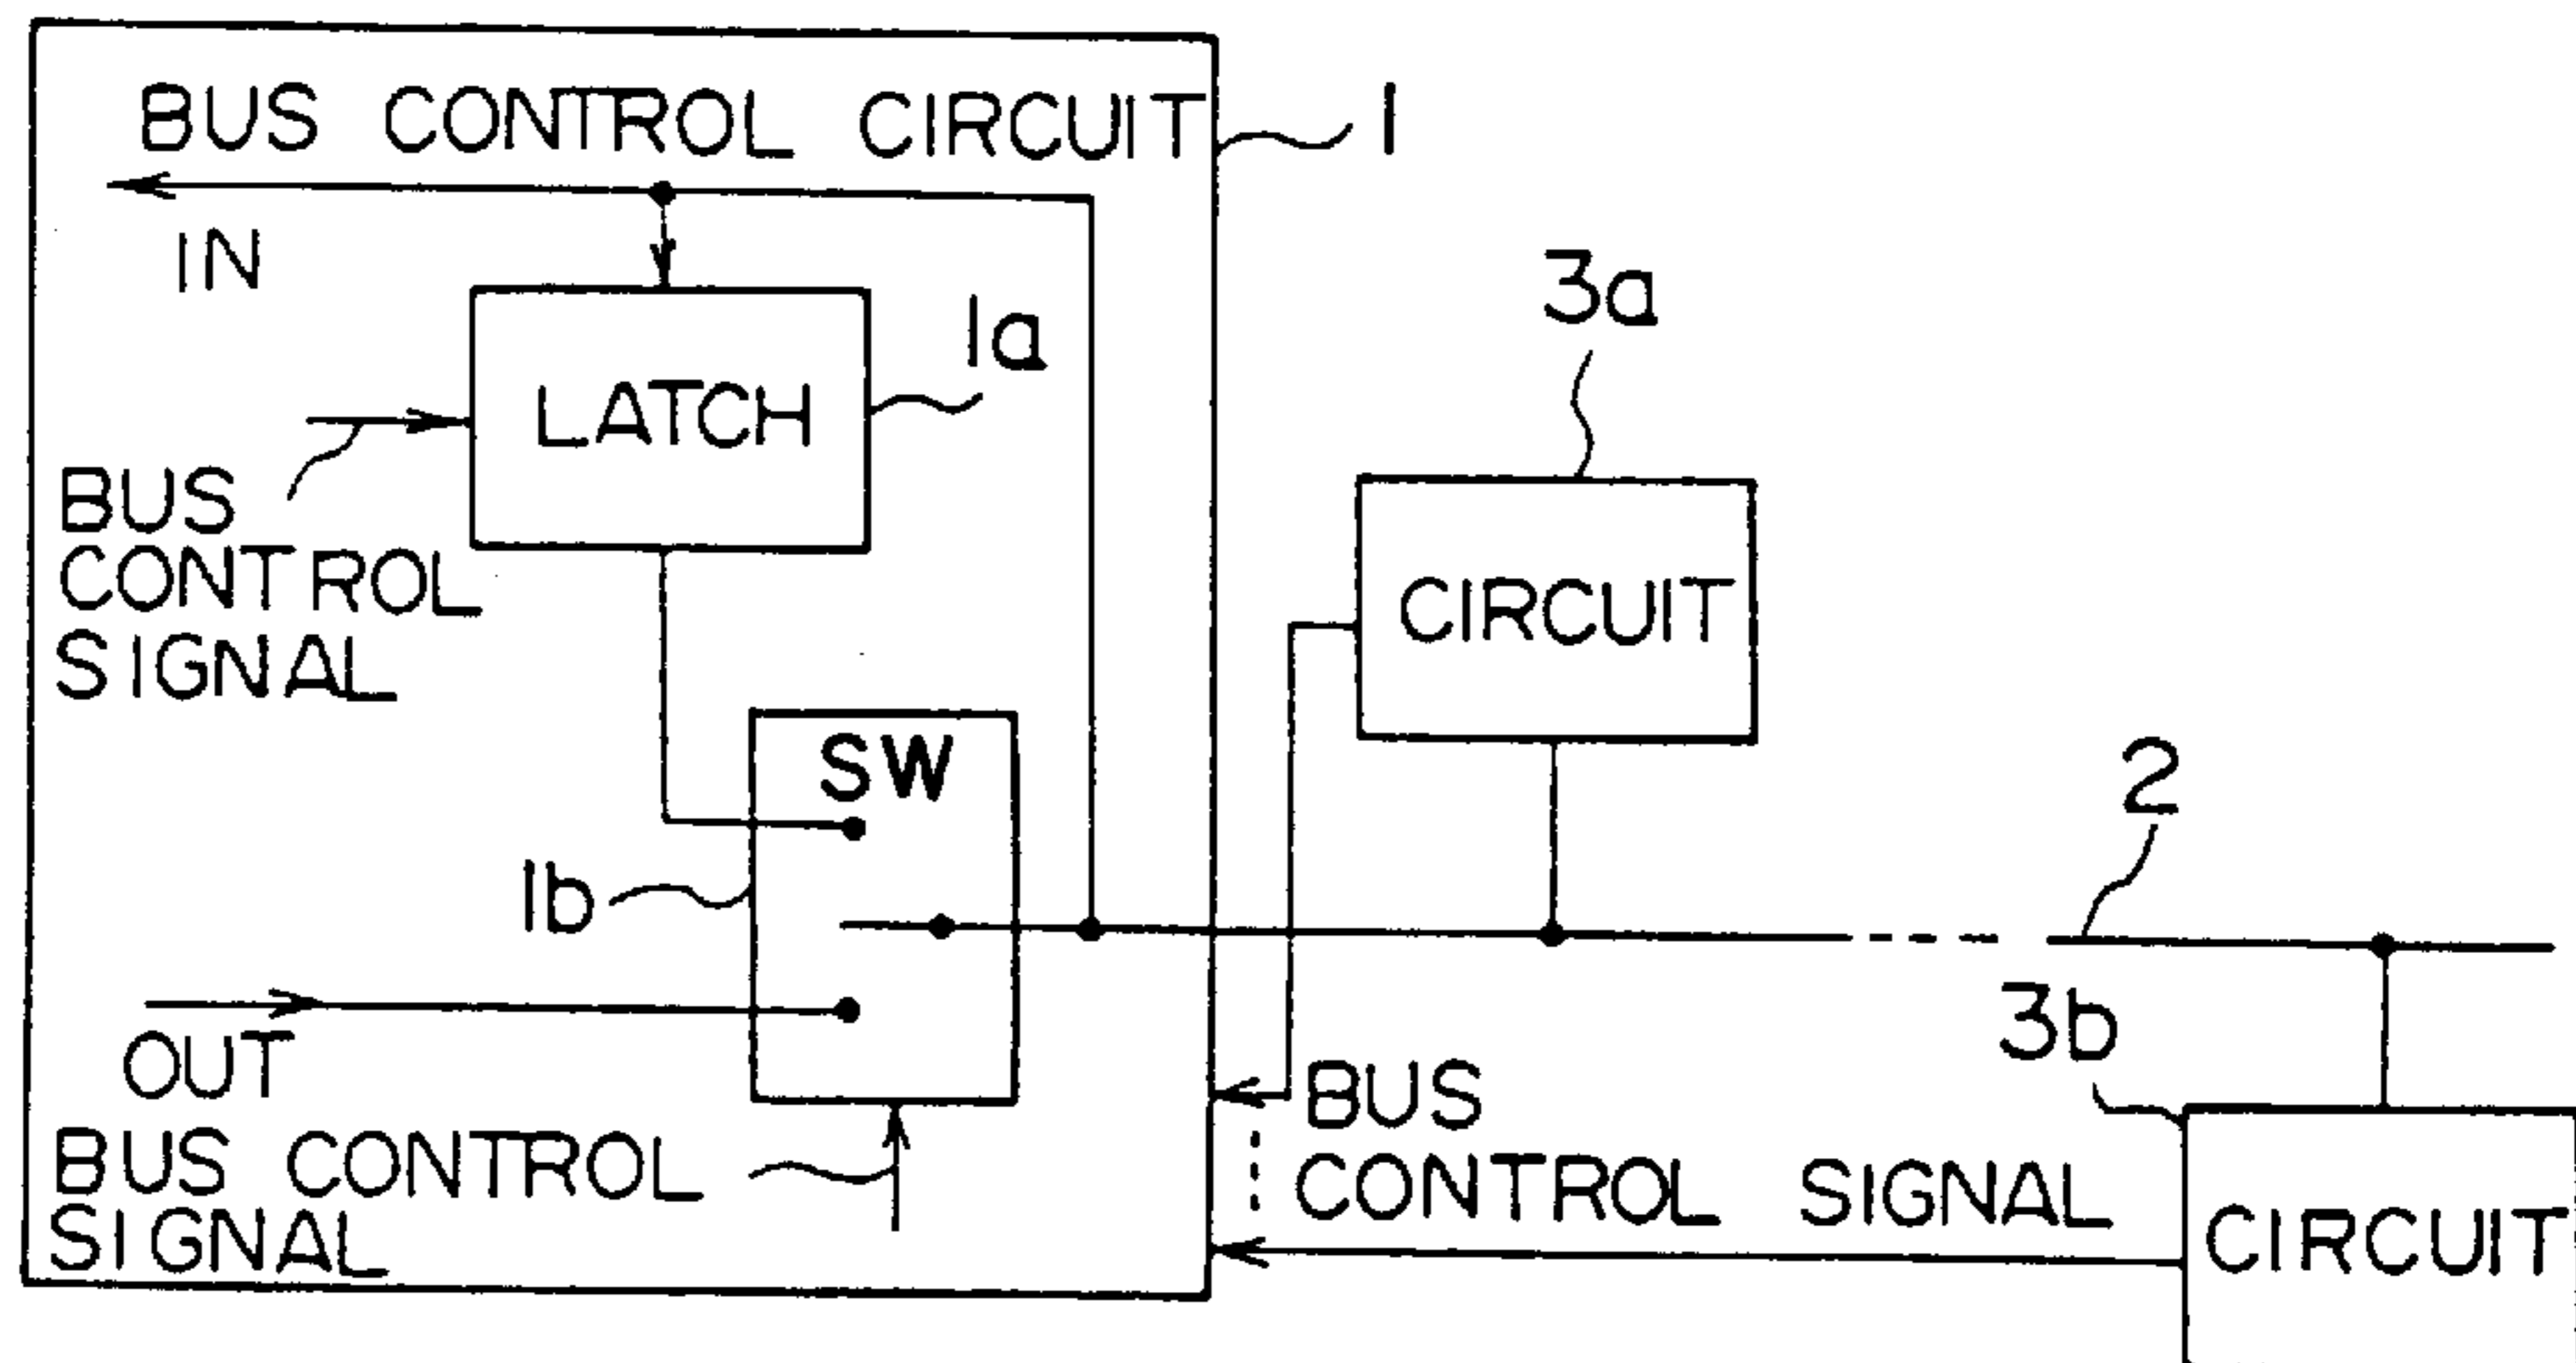 BUS CONTROL CIRCUIT
1
IN
LATCH
1a
BUS
CONTROL
SIGNAL
3a
CIRCUIT
SW
1b
2
OUT
BUS CONTROL
SIGNAL
BUS
CONTROL SIGNAL
3b
CIRCUIT